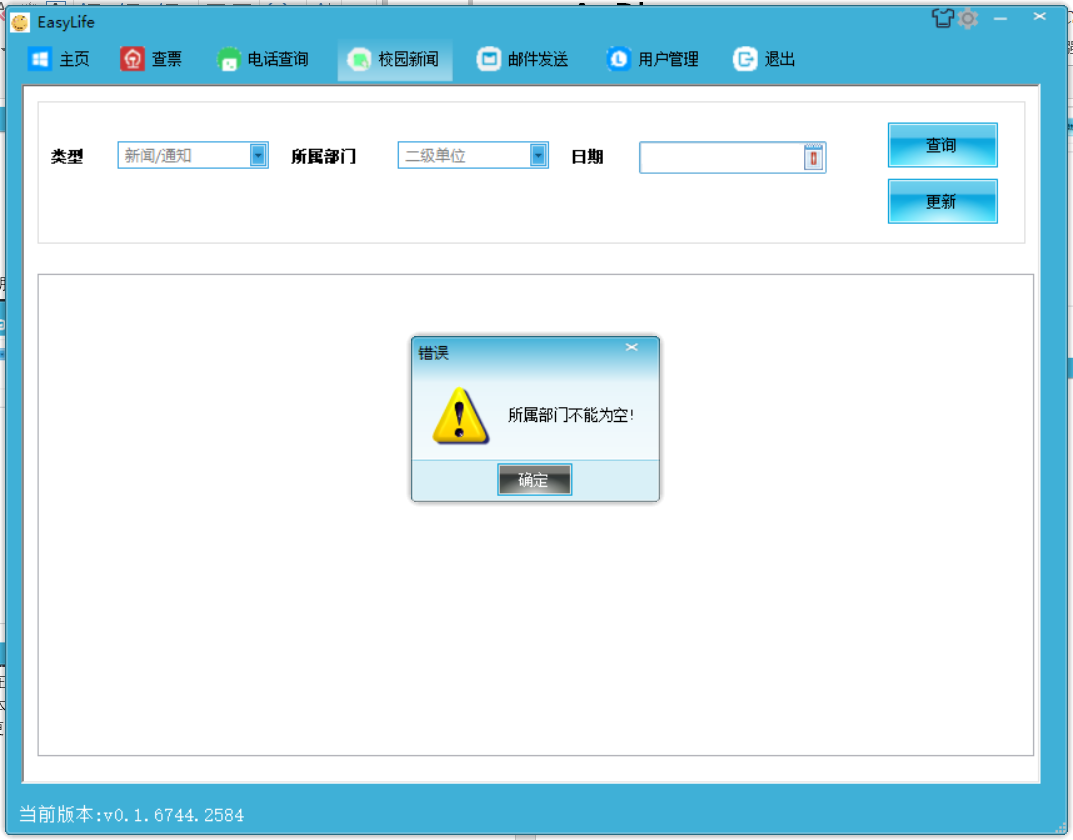 EasyLife
主页 查票 电话查询 校园新闻 邮件发送 用户管理 退出
类型 新闻/通知 所属部门 二级单位 日期 查询
更新
错误
所属部门不能为空!
确定
当前版本:v0.1.6744.2584